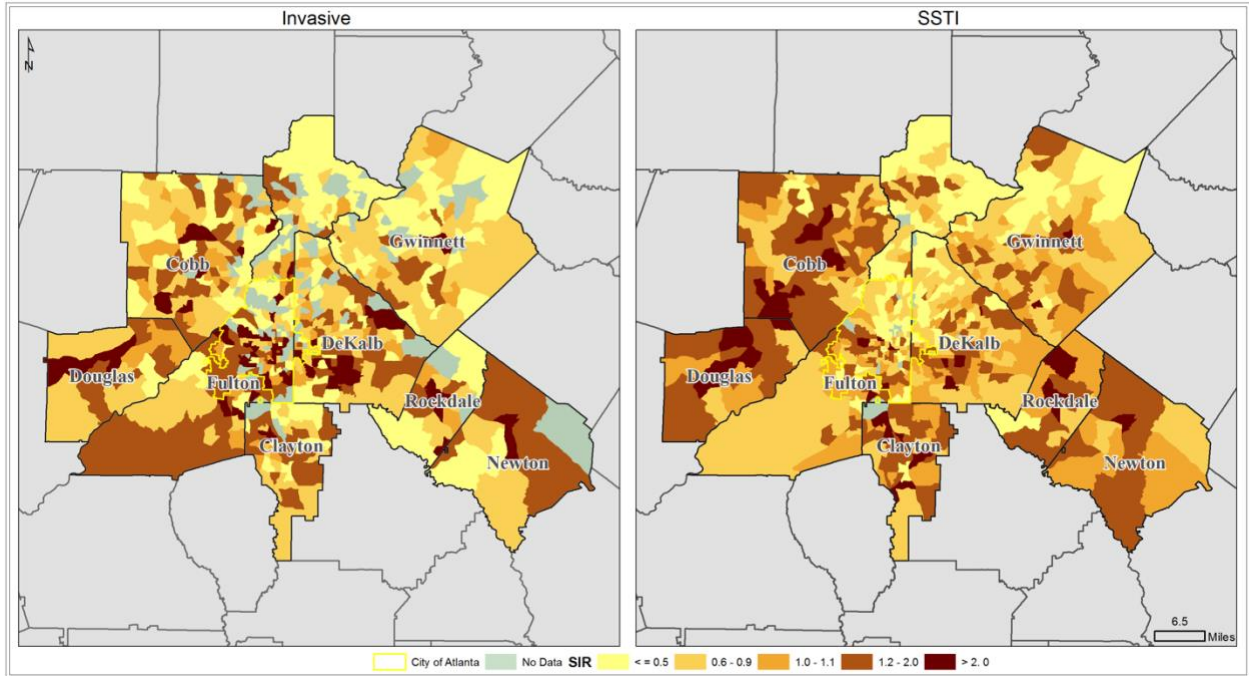 Invasive
SSTI
N
Cobb
Gwinnett
DeKalb
Douglas
Fulton
Rockdale
Clayton
Newton
Cobb
Gwinnett
DeKalb
Douglas
Fulton
Rockdale
Clayton
Newton
6.5
Miles
City of Atlanta No Data SIR < = 0.5 0.6 - 0.9 1.0 - 1.1 1.2 - 2.0 > 2. 0